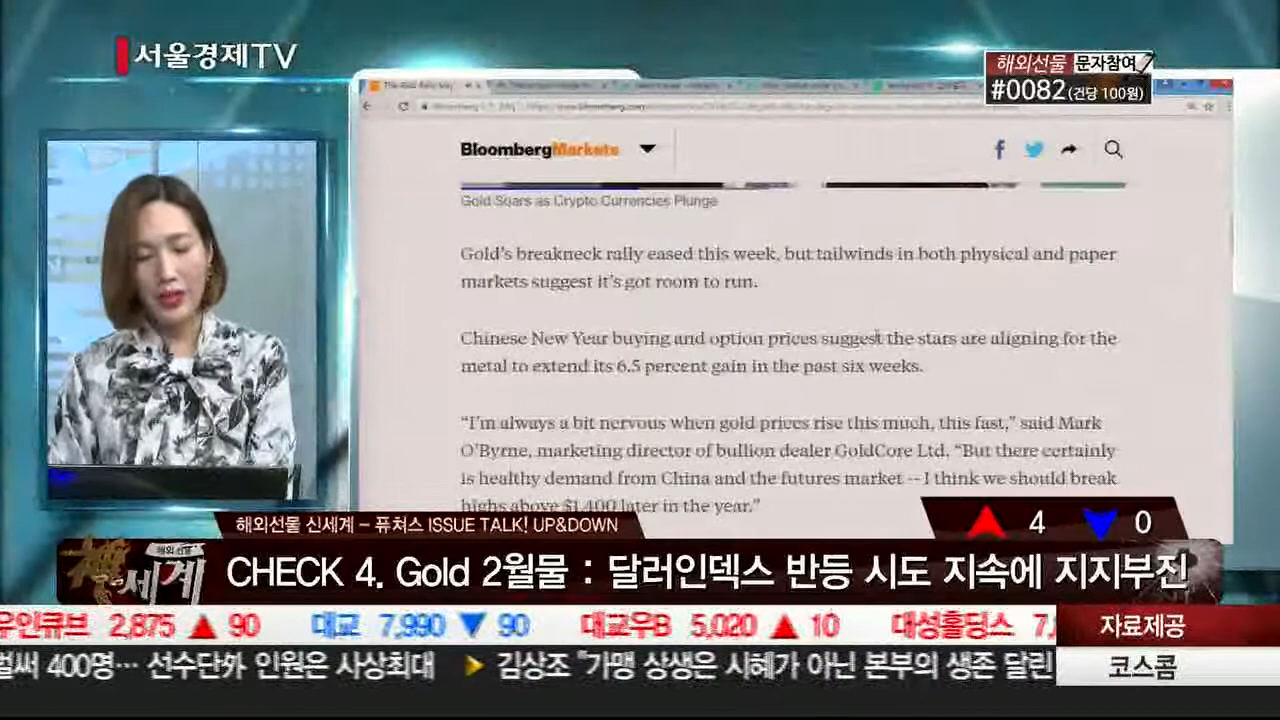 서울경제TV
해외선물 문자참여
#0082(건당 100원)
BloombergMarkets
Gold Soars as Crypto Currencies Plunge
Gold's breakneck rally eased this week, but tailwinds in both physical and paper
markets suggest it's got room to run.
Chinese New Year buying and option prices suggest the stars are aligning for the
metal to extend its 6.5 percent gain in the past six weeks.
“I'm always a bit nervous when gold prices rise this much, this fast,” said Mark
O'Byrne, marketing director of bullion dealer GoldCore Ltd. “But there certainly
is healthy demand from China and the futures market -- I think we should break
highs above $1,400 later in the year.”
해외선물 신세계 – 퓨쳐스 ISSUE TALK! UP&DOWN
▲ 4 ▼ 0
해외 선물
神세계
CHECK 4. Gold 2월물 : 달러인덱스 반등 시도 지속에 지지부진
우인큐브 2,875 ▲ 90 대교 7,990 ▼ 90 대교우B 5,020 ▲ 10 대성홀딩스 7,
자료제공
벌써 400명… 선수단外 인원은 사상최대 ▶ 김상조 "가맹 상생은 시혜가 아닌 본부의 생존 달린
코스콤